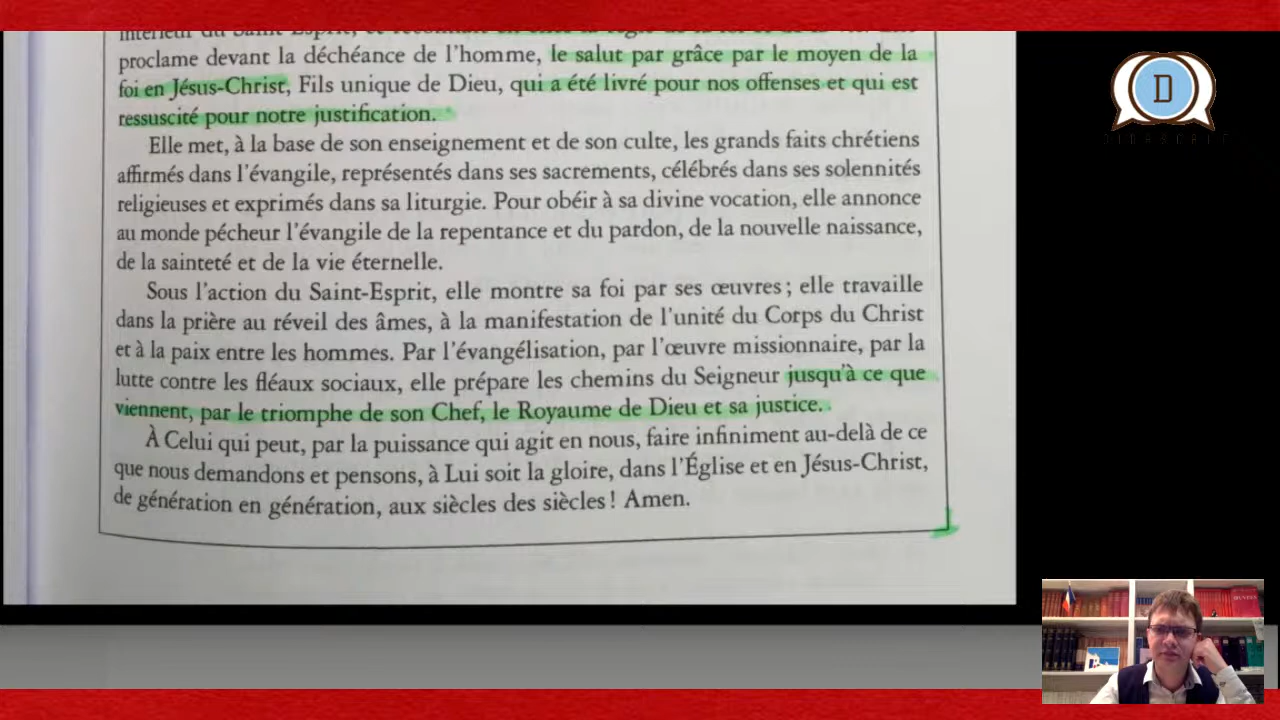 proclame devant la déchéance de l'homme, le salut par grâce par le moyen de la
foi en Jésus-Christ, Fils unique de Dieu, qui a été livré pour nos offenses et qui est
ressuscité pour notre justification.
Elle met, à la base de son enseignement et de son culte, les grands faits chrétiens
affirmés dans l'évangile, représentés dans ses sacrements, célébrés dans ses solennités
religieuses et exprimés dans sa liturgie. Pour obéir à sa divine vocation, elle annonce
au monde pécheur l'évangile de la repentance et du pardon, de la nouvelle naissance,
de la sainteté et de la vie éternelle.
Sous l'action du Saint-Esprit, elle montre sa foi par ses œuvres ; elle travaille
dans la prière au réveil des âmes, à la manifestation de l'unité du Corps du Christ
et à la paix entre les hommes. Par l'évangélisation, par l'œuvre missionnaire, par la
lutte contre les fléaux sociaux, elle prépare les chemins du Seigneur jusqu'à ce que
viennent, par le triomphe de son Chef, le Royaume de Dieu et sa justice.
À Celui qui peut, par la puissance qui agit en nous, faire infiniment au-delà de ce
que nous demandons et pensons, à Lui soit la gloire, dans l'Église et en Jésus-Christ,
de génération en génération, aux siècles des siècles ! Amen.
D